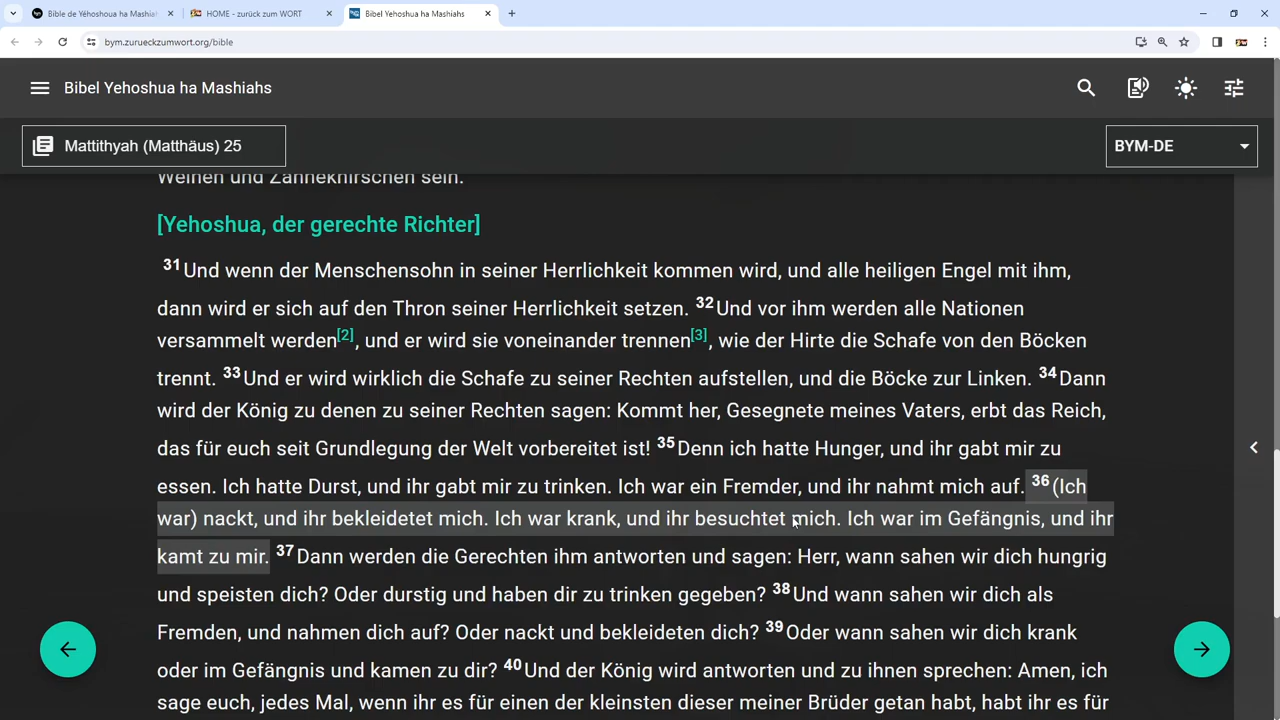 Bible de Yéhoshoua ha Mashia
HOME - zurück zum WORT
Bibel Yehoshua ha Mashiahs
bym.zurueckzumwort.org/bible
Bibel Yehoshua ha Mashiahs
Mattithyah (Matthäus) 25
BYM-DE
Weinen und Zähneknirschen sein.
[Yehoshua, der gerechte Richter]
31 Und wenn der Menschensohn in seiner Herrlichkeit kommen wird, und alle heiligen Engel mit ihm,
dann wird er sich auf den Thron seiner Herrlichkeit setzen. 32 Und vor ihm werden alle Nationen
versammelt werden[2], und er wird sie voneinander trennen[3], wie der Hirte die Schafe von den Böcken
trennt. 33 Und er wird wirklich die Schafe zu seiner Rechten aufstellen, und die Böcke zur Linken. 34 Dann
wird der König zu denen zu seiner Rechten sagen: Kommt her, Gesegnete meines Vaters, erbt das Reich,
das für euch seit Grundlegung der Welt vorbereitet ist! 35 Denn ich hatte Hunger, und ihr gabt mir zu
essen. Ich hatte Durst, und ihr gabt mir zu trinken. Ich war ein Fremder, und ihr nahmt mich auf. 36 (Ich
war) nackt, und ihr bekleidetet mich. Ich war krank, und ihr besuchtet mich. Ich war im Gefängnis, und ihr
kamt zu mir. 37 Dann werden die Gerechten ihm antworten und sagen: Herr, wann sahen wir dich hungrig
und speisten dich? Oder durstig und haben dir zu trinken gegeben? 38 Und wann sahen wir dich als
Fremden, und nahmen dich auf? Oder nackt und bekleideten dich? 39 Oder wann sahen wir dich krank
oder im Gefängnis und kamen zu dir? 40 Und der König wird antworten und zu ihnen sprechen: Amen, ich
sage euch, jedes Mal, wenn ihr es für einen der kleinsten dieser meiner Brüder getan habt, habt ihr es für